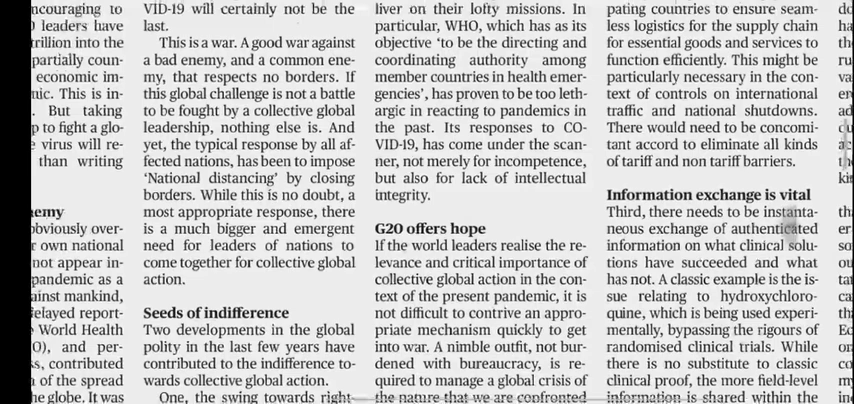 ncouraging to
leaders have
trillion into the
partially coun-
economic im-
This is in-
. But taking
p to fight a glo-
virus will re-
than writing
obviously over-
own national
not appear in-
pandemic as a
ainst mankind,
delayed report-
World Health
O), and per-
contributed
of the spread
he globe. It was
VID-19 will certainly not be the
last.
This is a war. A good war against
a bad enemy, and a common ene-
my, that respects no borders. If
this global challenge is not a battle
to be fought by a collective global
leadership, nothing else is. And
yet, the typical response by all af-
fected nations, has been to impose
‘National distancing’ by closing
borders. While this is no doubt, a
most appropriate response, there
is a much bigger and emergent
need for leaders of nations to
come together for collective global
action.
Seeds of indifference
Two developments in the global
polity in the last few years have
contributed to the indifference to-
wards collective global action.
One, the swing towards right-
liver on their lofty missions. In
particular, WHO, which has as its
objective ‘to be the directing and
coordinating authority among
member countries in health emer-
gencies’, has proven to be too leth-
argic in reacting to pandemics in
the past. Its responses to CO-
VID-19, has come under the scan-
ner, not merely for incompetence,
but also for lack of intellectual
integrity.
G20 offers hope
If the world leaders realise the re-
levance and critical importance of
collective global action in the con-
text of the present pandemic, it is
not difficult to contrive an appro-
priate mechanism quickly to get
into war. A nimble outfit, not bur-
dened with bureaucracy, is re-
quired to manage a global crisis of
the nature that we are confronted
pating countries to ensure seam-
less logistics for the supply chain
for essential goods and services to
function efficiently. This might be
particularly necessary in the con-
text of controls on international
traffic and national shutdowns.
There would need to be concomi-
tant accord to eliminate all kinds
of tariff and non tariff barriers.
Information exchange is vital
Third, there needs to be instanta-
neous exchange of authenticated
information on what clinical solu-
tions have succeeded and what
has not. A classic example is the is-
sue relating to hydroxychloro-
quine, which is being used experi-
mentally, bypassing the rigours of
randomised clinical trials. While
there is no substitute to classic
clinical proof, the more field-level
information is shared within the